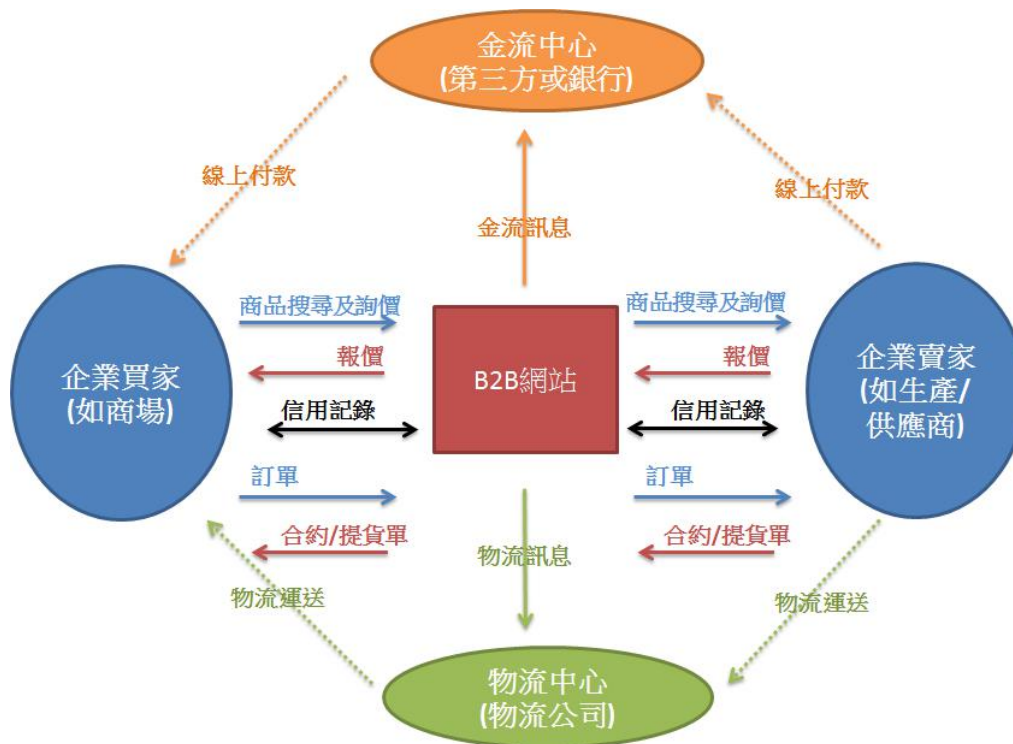 金流中心
(第三方或銀行)
線上付款
線上付款
金流訊息
商品搜尋及詢價
商品搜尋及詢價
企業買家
(如商場)
報價
B2B網站
報價
企業賣家
(如生產/
供應商)
信用記錄
信用記錄
訂單
訂單
合約/提貨單
合約/提貨單
物流訊息
物流運送
物流運送
物流中心
(物流公司)